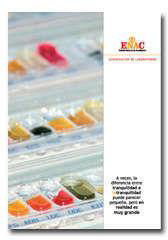 ENAC
ACREDITACIÓN DE LABORATORIOS
A veces, la
diferencia entre
tranquilidad e
intranquilidad
puede parecer
pequeña, pero en
realidad es
muy grande